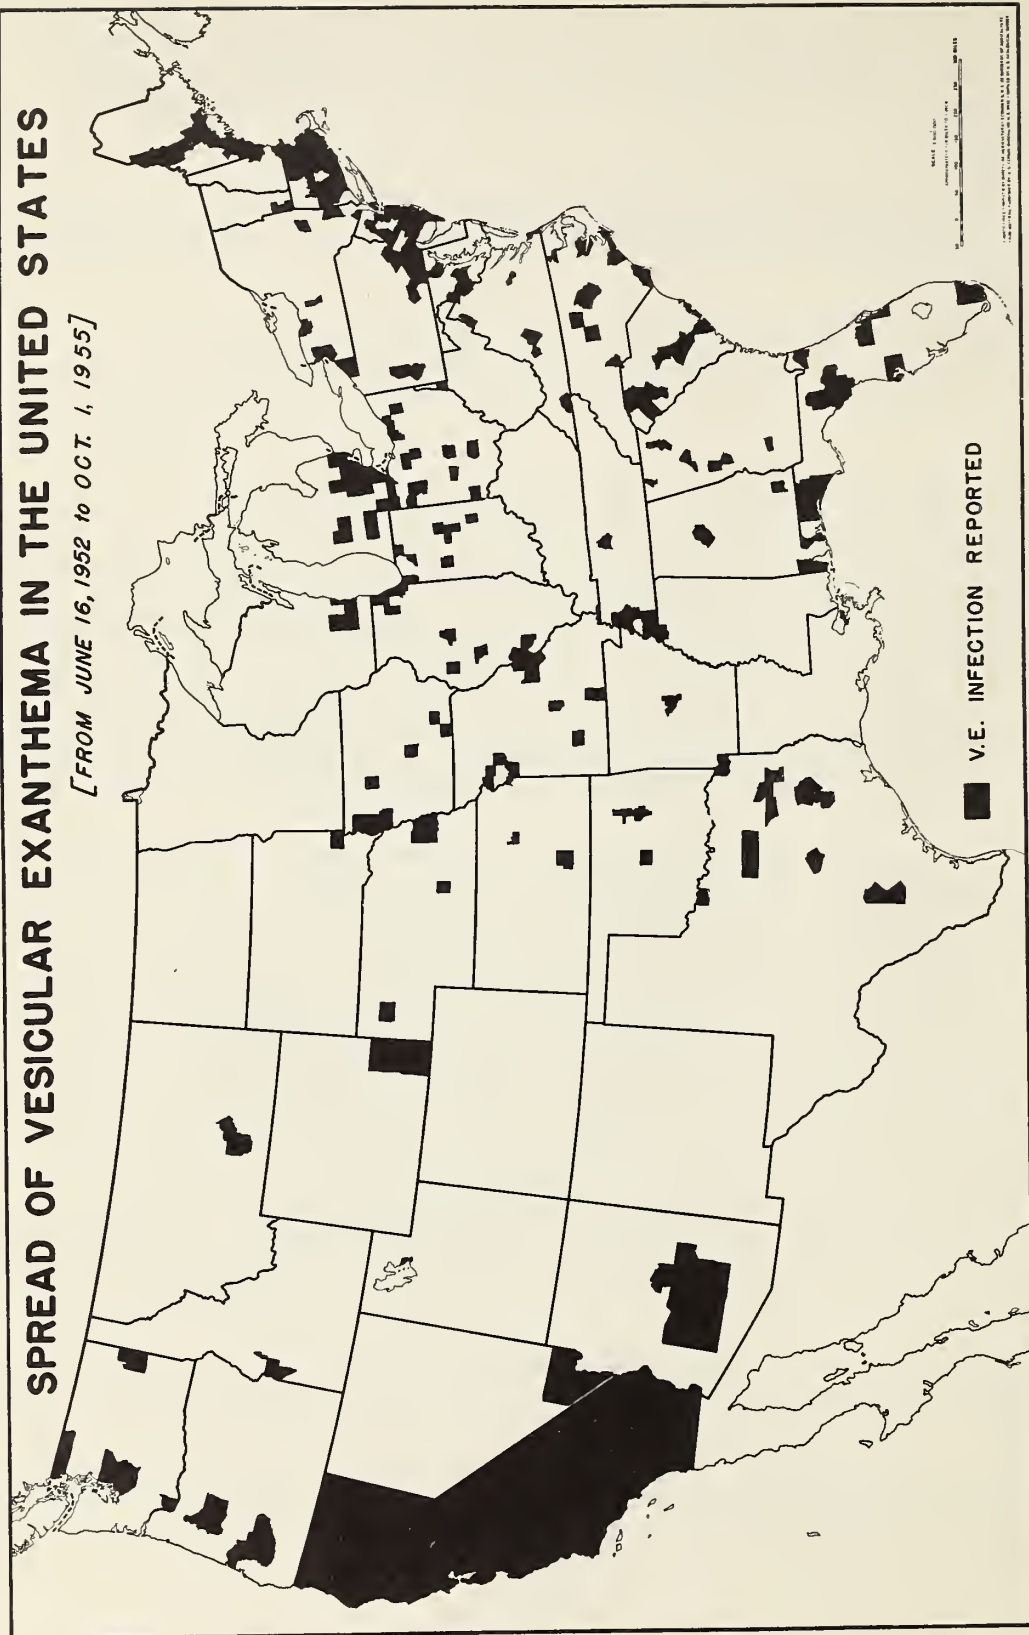 SPREAD OF VESICULAR EXANTHEMA IN THE UNITED STATES
[FROM JUNE 16, 1952 to OCT. 1, 1955]
V.E. INFECTION REPORTED